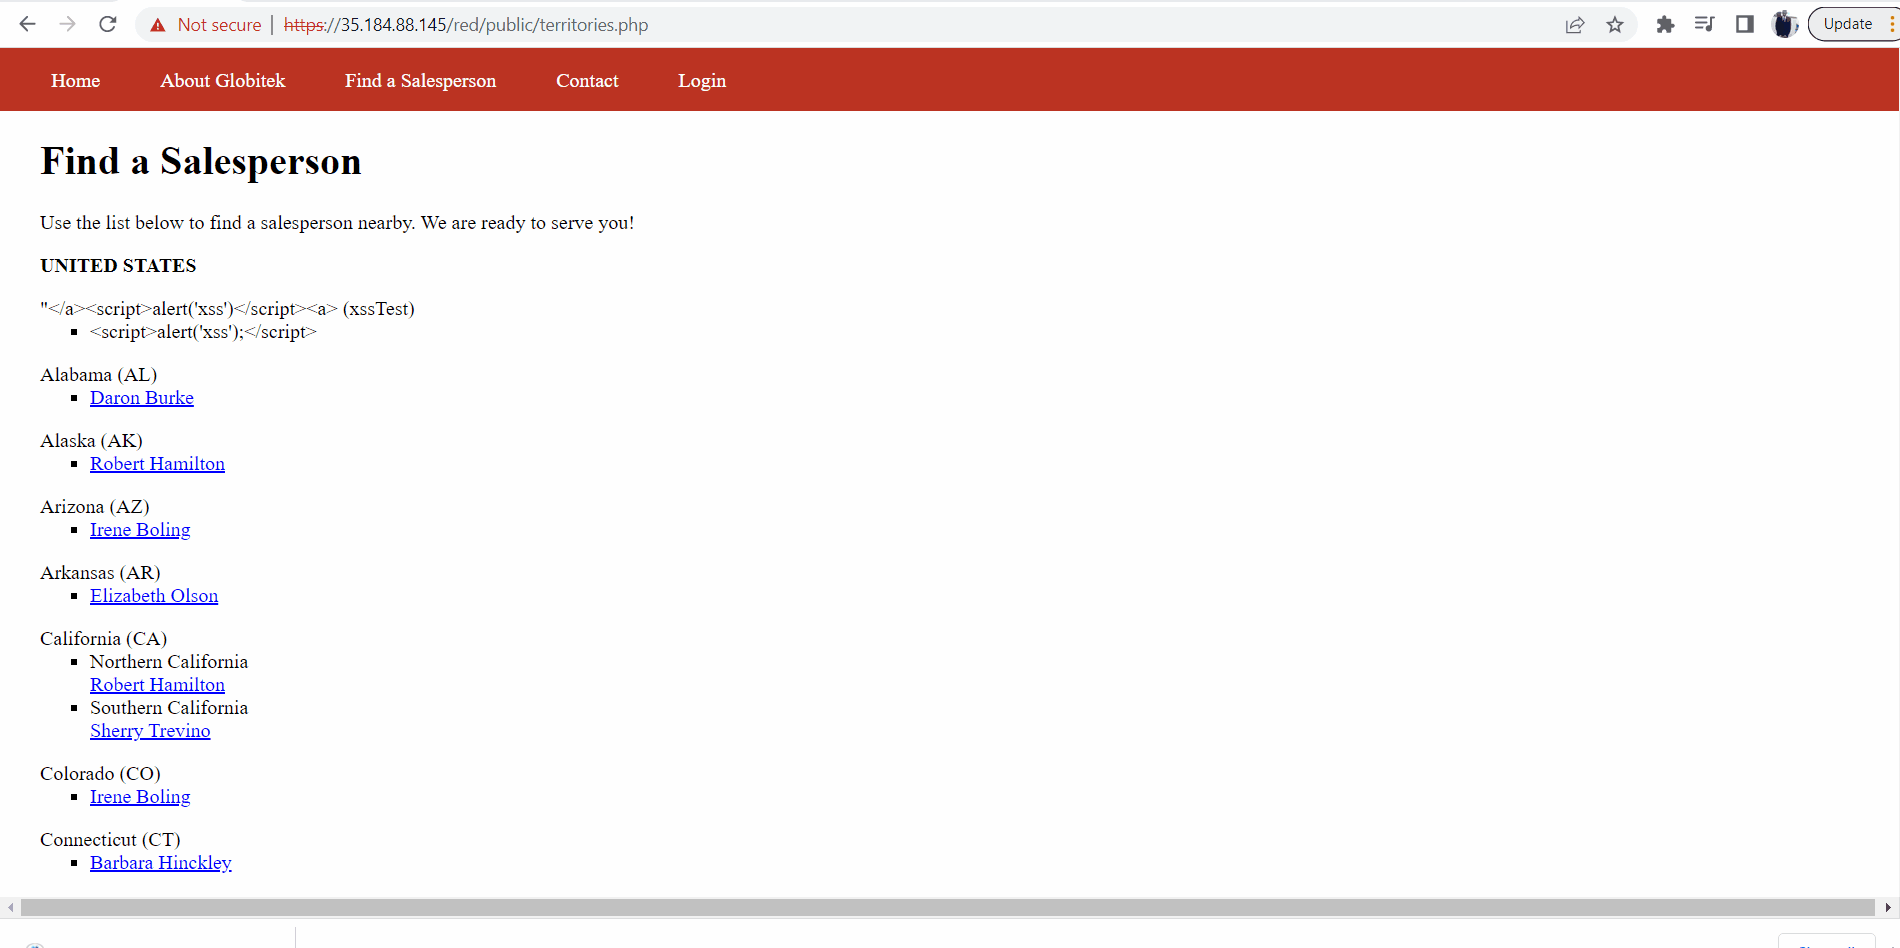 Not secure | https://35.184.88.145/red/public/territories.php
Update
Home About Globitek Find a Salesperson Contact Login
Find a Salesperson
Use the list below to find a salesperson nearby. We are ready to serve you!
UNITED STATES
"</a><script>alert('xss')</script><a> (xssTest)
<script>alert('xss');</script>
Alabama (AL)
Daron Burke
Alaska (AK)
Robert Hamilton
Arizona (AZ)
Irene Boling
Arkansas (AR)
Elizabeth Olson
California (CA)
Northern California
Robert Hamilton
Southern California
Sherry Trevino
Colorado (CO)
Irene Boling
Connecticut (CT)
Barbara Hinckley